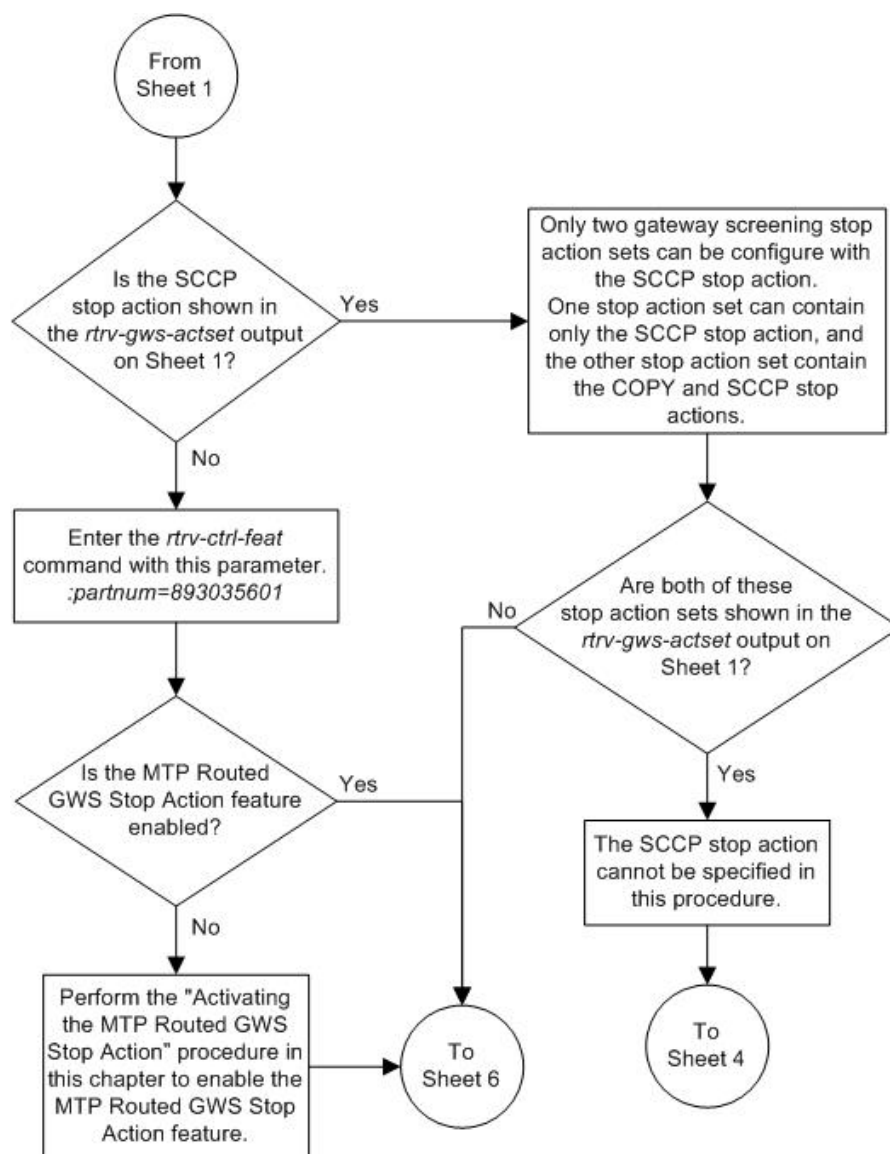 From
Sheet 1
Is the SCCP
stop action shown in
the rtrv-gws-actset output
on Sheet 1?
Yes
Only two gateway screening stop
action sets can be configure with
the SCCP stop action.
One stop action set can contain
only the SCCP stop action, and
the other stop action set contain
the COPY and SCCP stop
actions.
No
Enter the rtrv-ctrl-feat
command with this parameter.
:partnum=893035601
Are both of these
stop action sets shown in the
rtrv-gws-actset output on
Sheet 1?
No
Yes
Is the MTP Routed
GWS Stop Action feature
enabled?
Yes
No
The SCCP stop action
cannot be specified in
this procedure.
Perform the "Activating
the MTP Routed GWS
Stop Action" procedure in
this chapter to enable the
MTP Routed GWS Stop
Action feature.
To
Sheet 6
To
Sheet 4